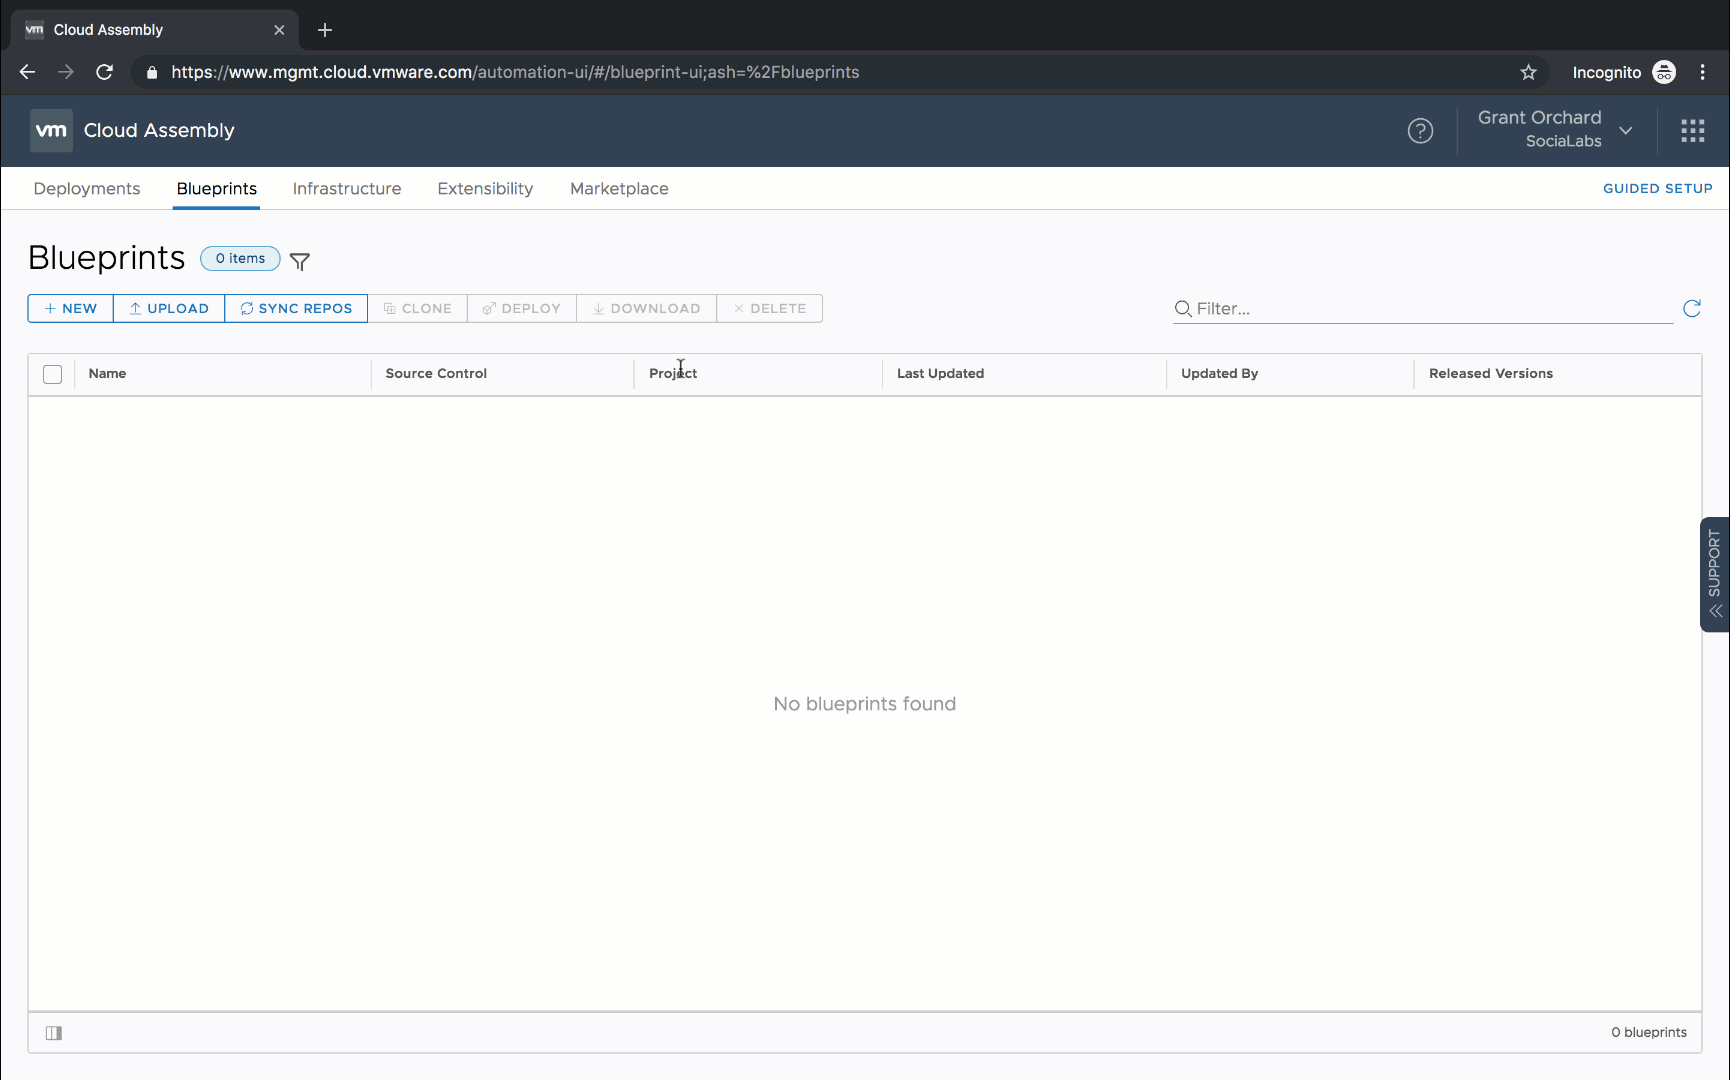 vm Cloud Assembly
https://www.mgmt.cloud.vmware.com/automation-ui/#/blueprint-ui;ash=%2Fblueprints
Incognito
vm Cloud Assembly
Grant Orchard
SociaLabs
Deployments Blueprints Infrastructure Extensibility Marketplace GUIDED SETUP
Blueprints 0 items
NEW UPLOAD SYNC REPOS CLONE DEPLOY DOWNLOAD DELETE Filter...
Name Source Control Project Last Updated Updated By Released Versions
SUPPORT
No blueprints found
0 blueprints